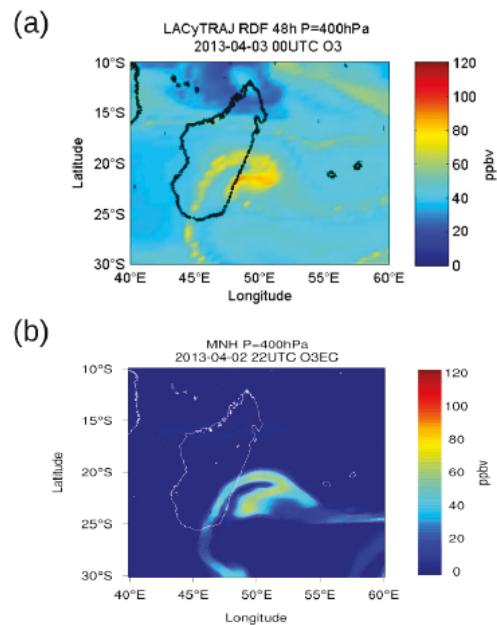 (a)
LACyTRAJ RDF 48h P=400hPa
2013-04-03 00UTC O3
10°S
15°S
20°S
25°S
30°S
Latitude
40°E 45°E 50°E 55°E 60°E
Longitude
120
100
80
60
40
20
0
ppbv
(b)
MNH P=400hPa
2013-04-02 22UTC O3EG
10°S
15°S
20°S
25°S
30°S
Latitude
40°E 45°E 50°E 55°E 60°E
Longitude
120
100
80
60
40
20
0
ppbv